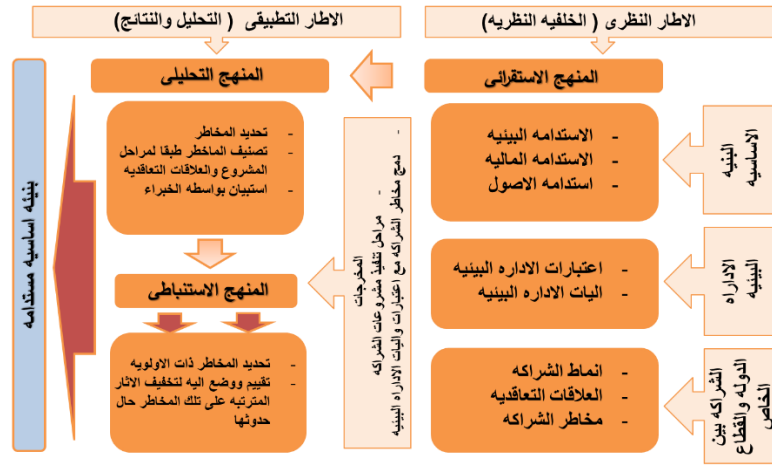 الاطار النظرى ( الخلفيه النظريه)
المنهج الاستقرائى
البنيه
الاساسيه
- الاستدامه البيئيه
- الاستدامه الماليه
- استدامه الاصول
الاداراه
البيئيه
- اعتبارات الاداره البيئيه
- اليات الاداره البيئيه
الشراكه بين
الدوله والقطاع
الخاص
- انماط الشراكه
- العلاقات التعاقديه
- مخاطر الشراكه
المخرجات
- مراحل تنفيذ مشروعات الشراكه
- دمج مخاطر الشراكه مع اعتبارات واليات الاداراه البيئيه
الاطار التطبيقى ( التحليل والنتائج)
المنهج التحليلى
- تحديد المخاطر
- تصنيف الماخطر طبقا لمراحل
المشروع والعلاقات التعاقديه
- استبيان بواسطه الخبراء
المنهج الاستنباطى
- تحديد المخاطر ذات الاولويه
- تقييم ووضع اليه لتخفيف الاثار
المترتبه على تلك المخاطر حال
حدوثها
بنيئه اساسيه مستدامه